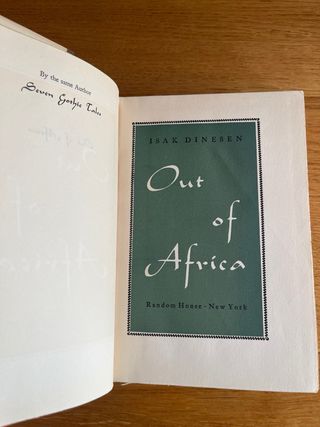 By the same Author
Seven Gothic Tales
ISAK DINESEN
Out
of
Africa
Random House · New York